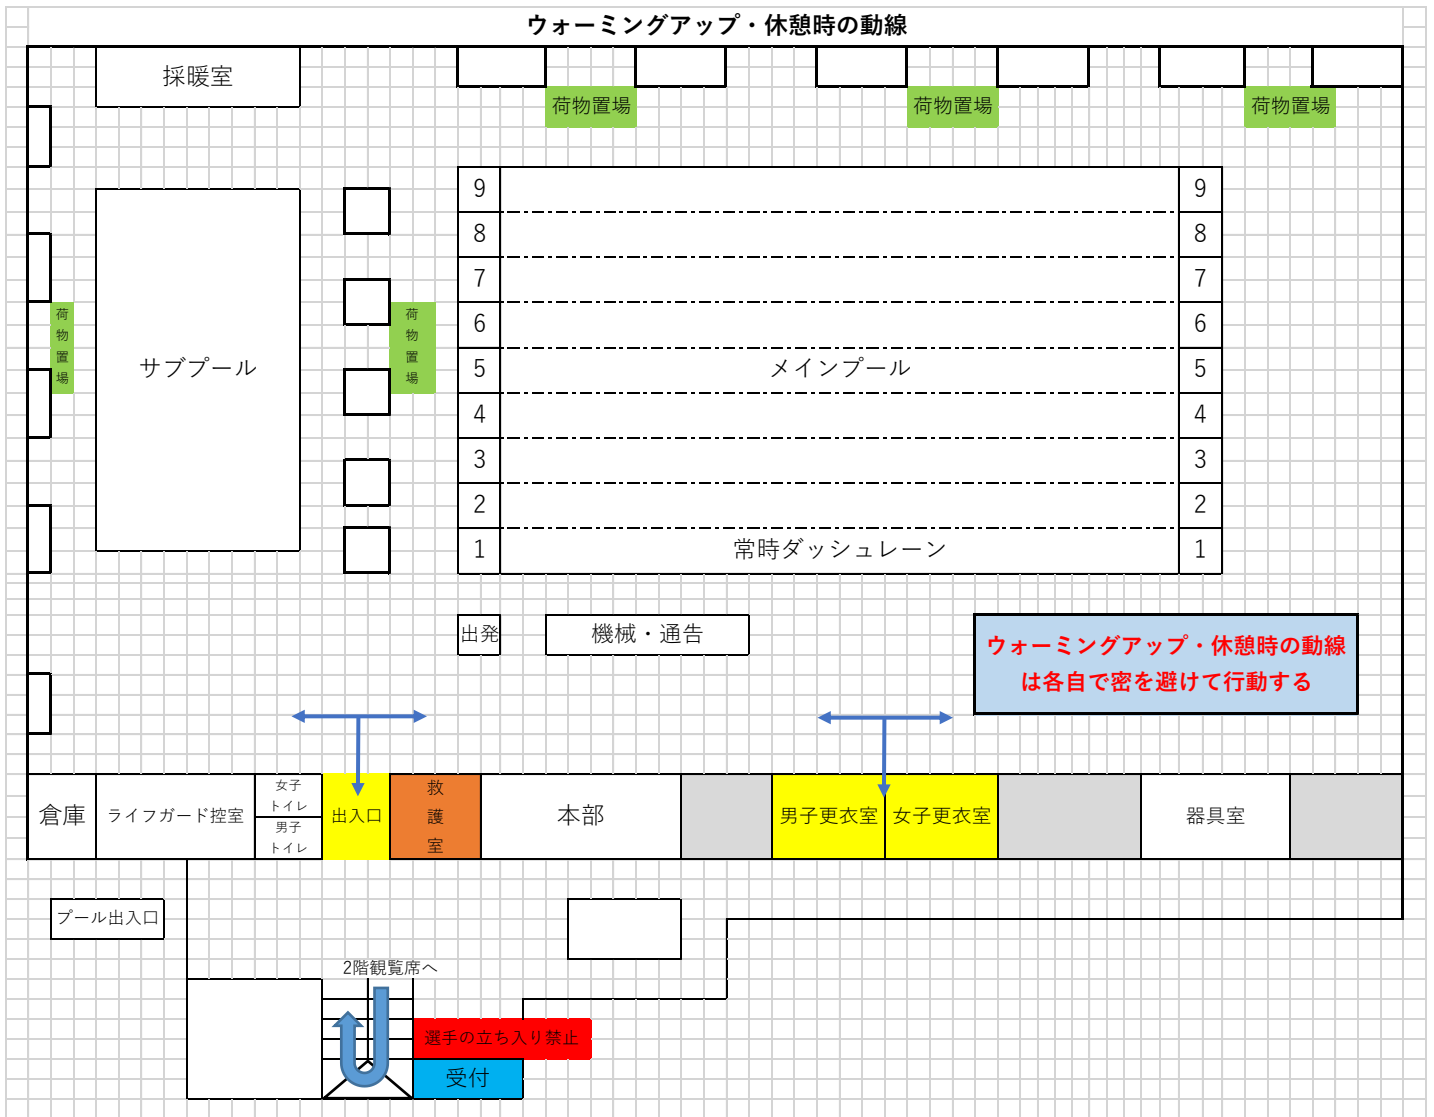 ウォーミングアップ・休憩時の動線
採暖室
荷物置場
荷物置場
荷物置場
9
9
8
8
7
7
荷物置場
荷物置場
6
6
サブプール
5
メインプール
5
4
4
3
3
2
2
1
常時ダッシュレーン
1
出発
機械・通告
ウォーミングアップ・休憩時の動線
は各自で密を避けて行動する
倉庫
ライフガード控室
女子
トイレ
男子
トイレ
出入口
救護室
本部
男子更衣室
女子更衣室
器具室
プール出入口
2階観覧席へ
選手の立ち入り禁止
受付